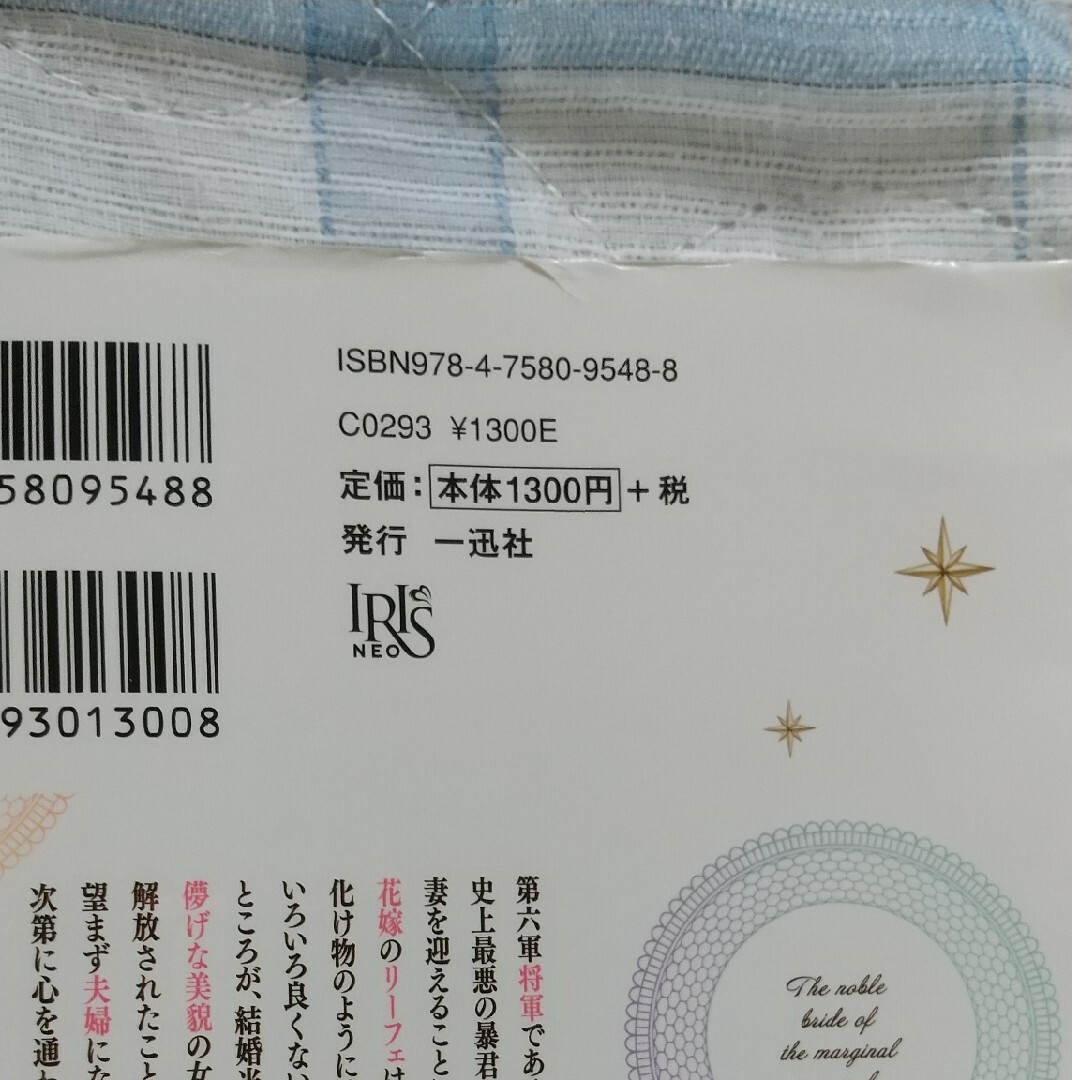 ISBN978-4-7580-9548-8
C0293 ¥1300E
定価：本体1300円＋税
発行 一迅社
IRIS
NEO
58095488
93013008
第六軍将軍であ
史上最悪の暴君
妻を迎えること
花嫁のリーフェは
化け物のように
いろいろ良くない
ところが、結婚
儚げな美貌の女
解放されたこと
望まず夫婦にな
次第に心を通わ
The noble
bride of
the marginal